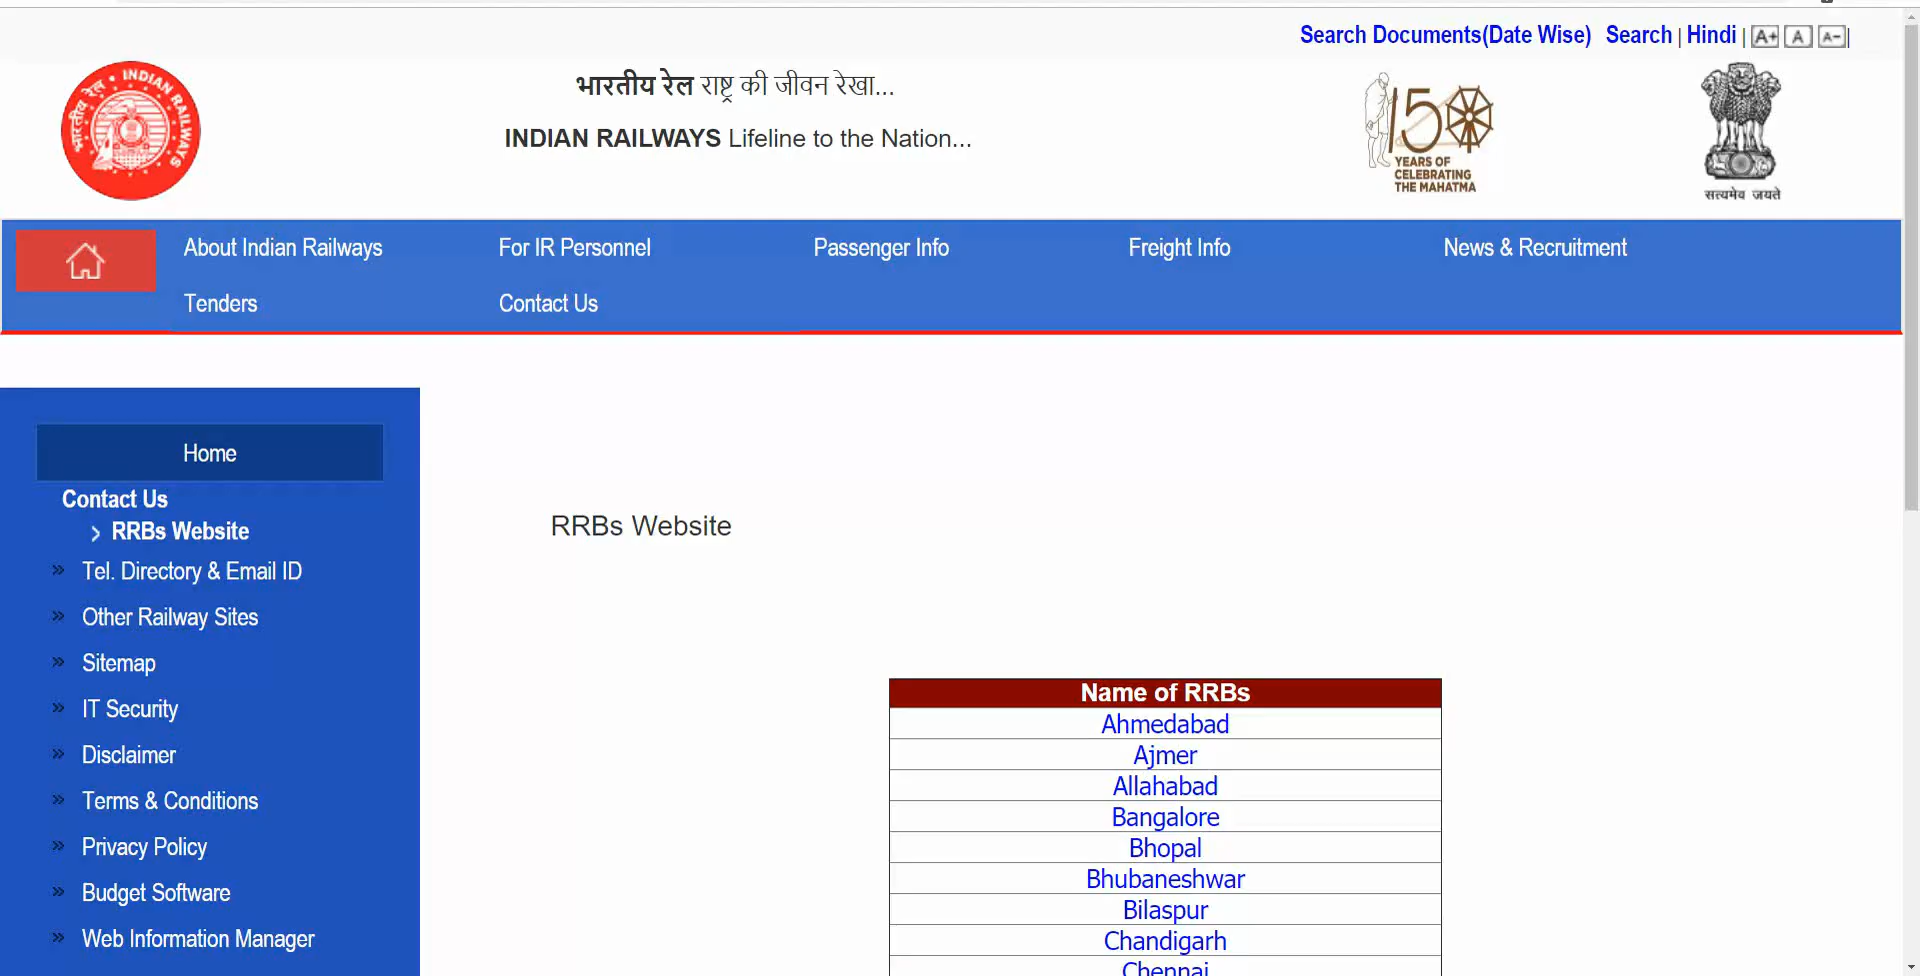 Search Documents(Date Wise) Search | Hindi | A+ A A- |
भारतीय रेल INDIAN RAILWAYS
भारतीय रेल राष्ट्र की जीवन रेखा...
INDIAN RAILWAYS Lifeline to the Nation...
150
YEARS OF
CELEBRATING
THE MAHATMA
सत्यमेव जयते
About Indian Railways For IR Personnel Passenger Info Freight Info News & Recruitment
Tenders Contact Us
Home
Contact Us
RRBs Website
Tel. Directory & Email ID
Other Railway Sites
Sitemap
IT Security
Disclaimer
Terms & Conditions
Privacy Policy
Budget Software
Web Information Manager
RRBs Website
Name of RRBs
Ahmedabad
Ajmer
Allahabad
Bangalore
Bhopal
Bhubaneshwar
Bilaspur
Chandigarh
Chennai